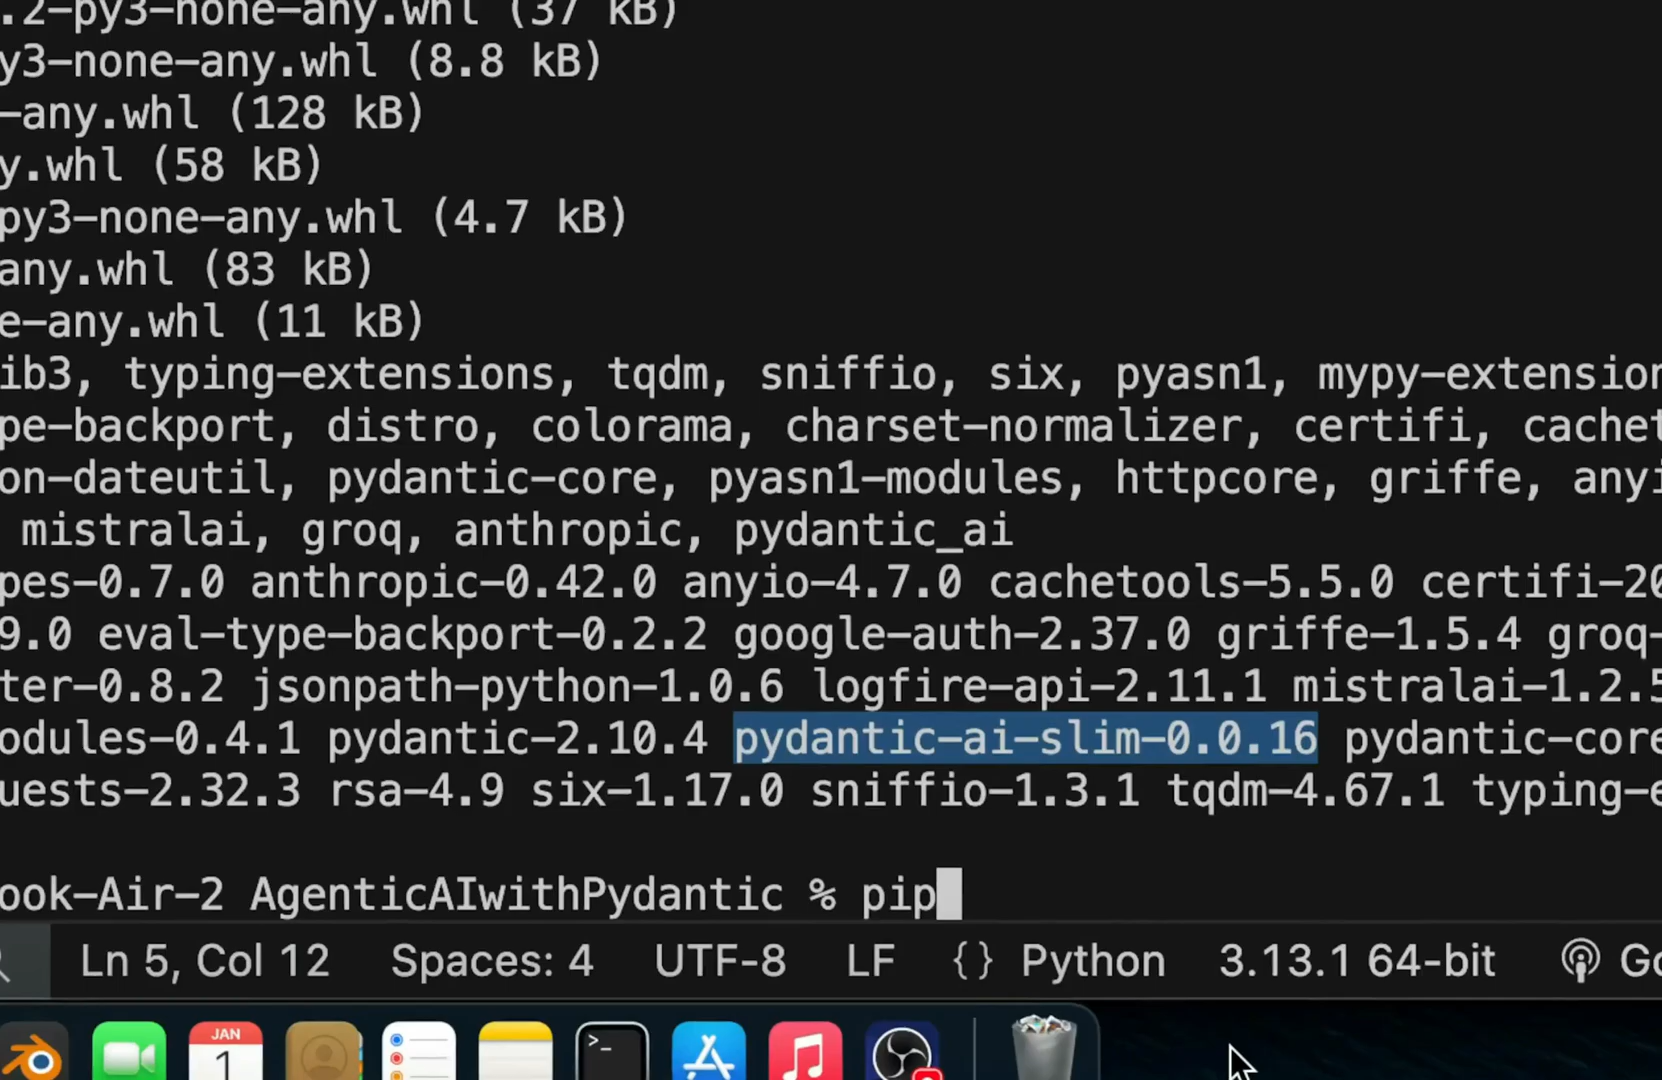 .2-py3-none-any.whl (37 kB)
y3-none-any.whl (8.8 kB)
-any.whl (128 kB)
y.whl (58 kB)
py3-none-any.whl (4.7 kB)
any.whl (83 kB)
e-any.whl (11 kB)
ib3, typing-extensions, tqdm, sniffio, six, pyasn1, mypy-extension
pe-backport, distro, colorama, charset-normalizer, certifi, cachet
on-dateutil, pydantic-core, pyasn1-modules, httpcore, griffe, anyi
mistralai, groq, anthropic, pydantic_ai
pes-0.7.0 anthropic-0.42.0 anyio-4.7.0 cachetools-5.5.0 certifi-20
9.0 eval-type-backport-0.2.2 google-auth-2.37.0 griffe-1.5.4 groq-
ter-0.8.2 jsonpath-python-1.0.6 logfire-api-2.11.1 mistralai-1.2.5
odules-0.4.1 pydantic-2.10.4 pydantic-ai-slim-0.0.16 pydantic-core
uests-2.32.3 rsa-4.9 six-1.17.0 sniffio-1.3.1 tqdm-4.67.1 typing-e
ook-Air-2 AgenticAIwithPydantic % pip
Ln 5, Col 12 Spaces: 4 UTF-8 LF {} Python 3.13.1 64-bit Go
JAN
1
>_